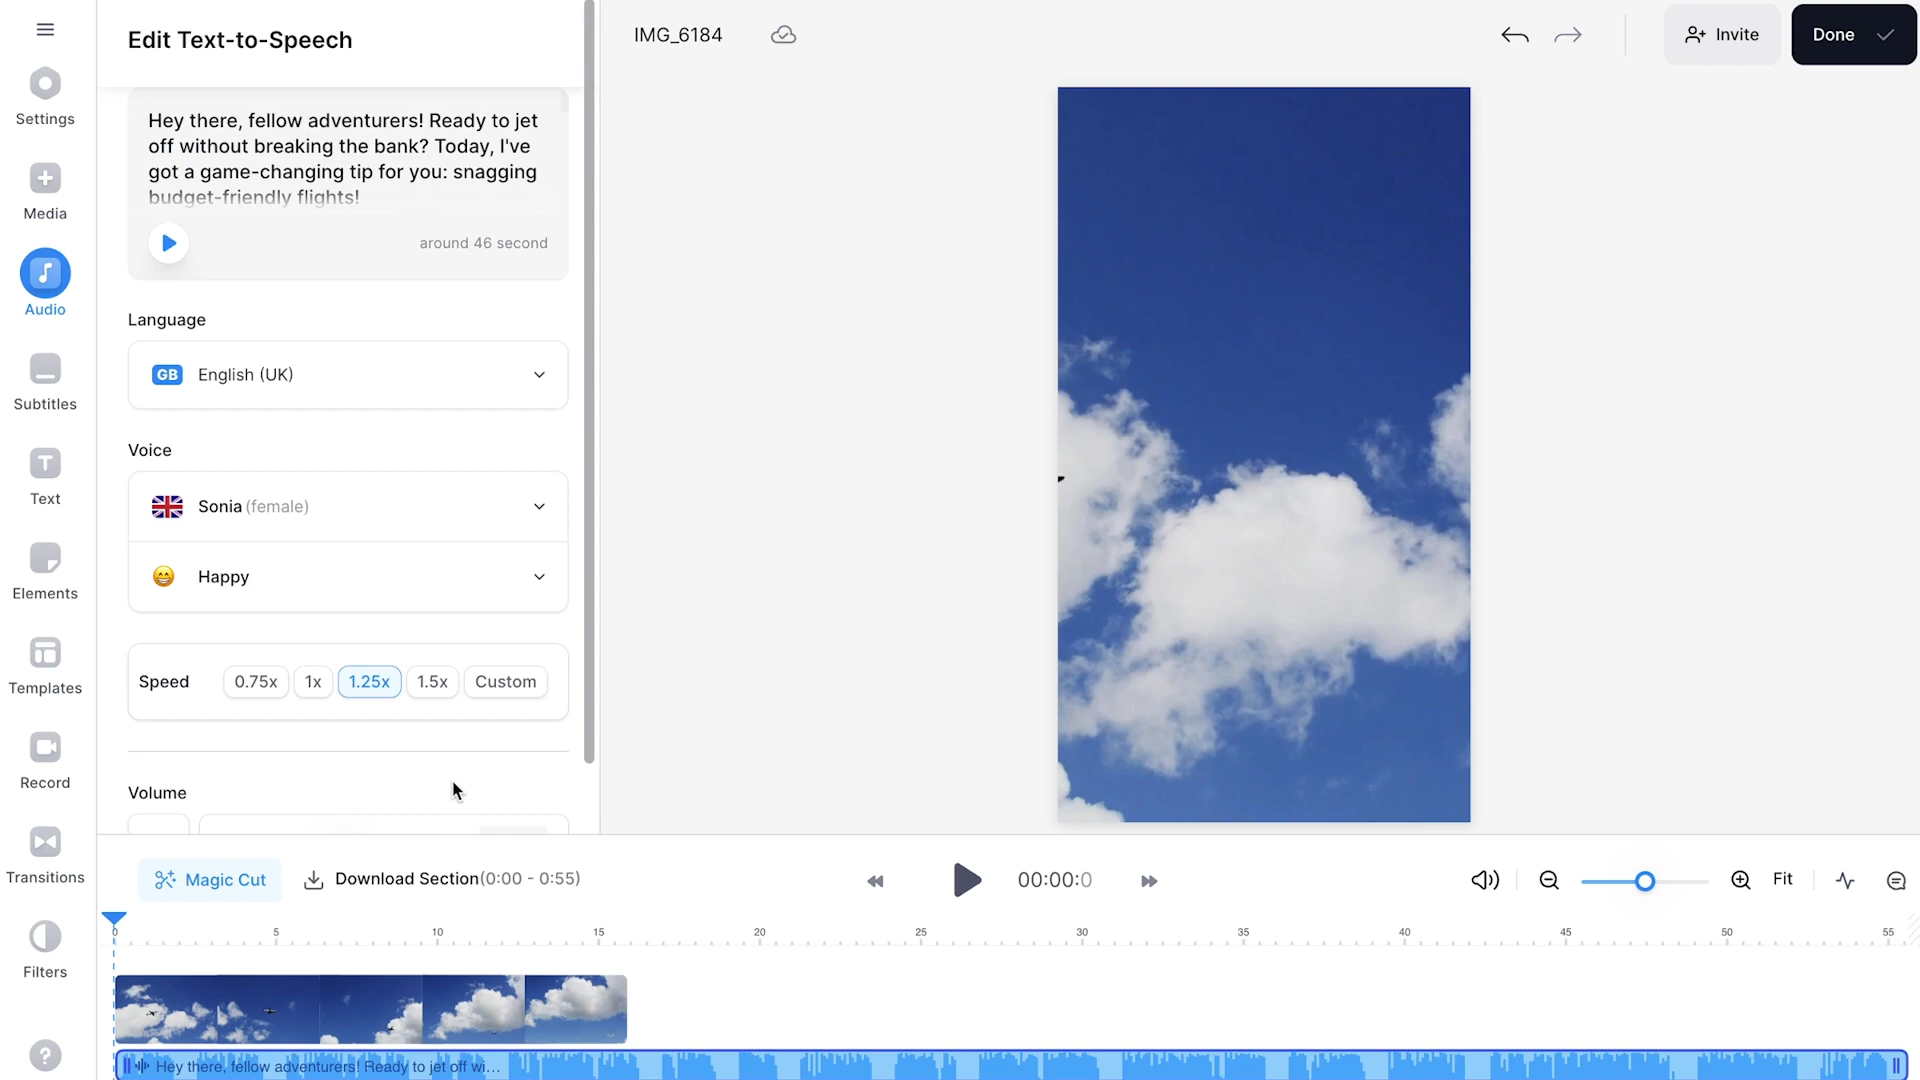 Edit Text-to-Speech
IMG_6184
Invite
Done
Settings
Media
Audio
Subtitles
Text
Elements
Templates
Record
Transitions
Filters
?
Hey there, fellow adventurers! Ready to jet
off without breaking the bank? Today, I've
got a game-changing tip for you: snagging
budget-friendly flights!
around 46 second
Language
GB English (UK)
Voice
Sonia (female)
Happy
Speed 0.75x 1x 1.25x 1.5x Custom
Volume
Magic Cut
Download Section(0:00 - 0:55)
00:00:0
Fit
0 5 10 15 20 25 30 35 40 45 50 55
Hey there, fellow adventurers! Ready to jet off wi...